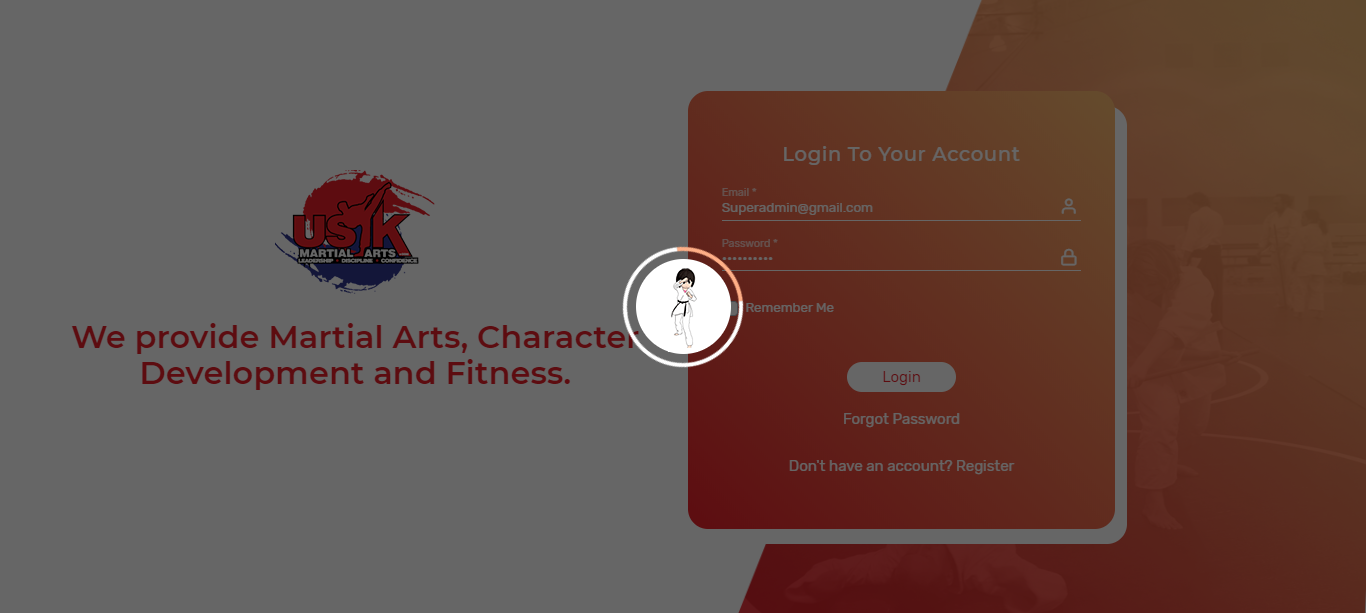 USTK
MARTIAL ARTS
LEADERSHIP • DISCIPLINE • CONFIDENCE
We provide Martial Arts, Character
Development and Fitness.
Login To Your Account
Email *
Superadmin@gmail.com
Password *
••••••••••
Remember Me
Login
Forgot Password
Don't have an account? Register